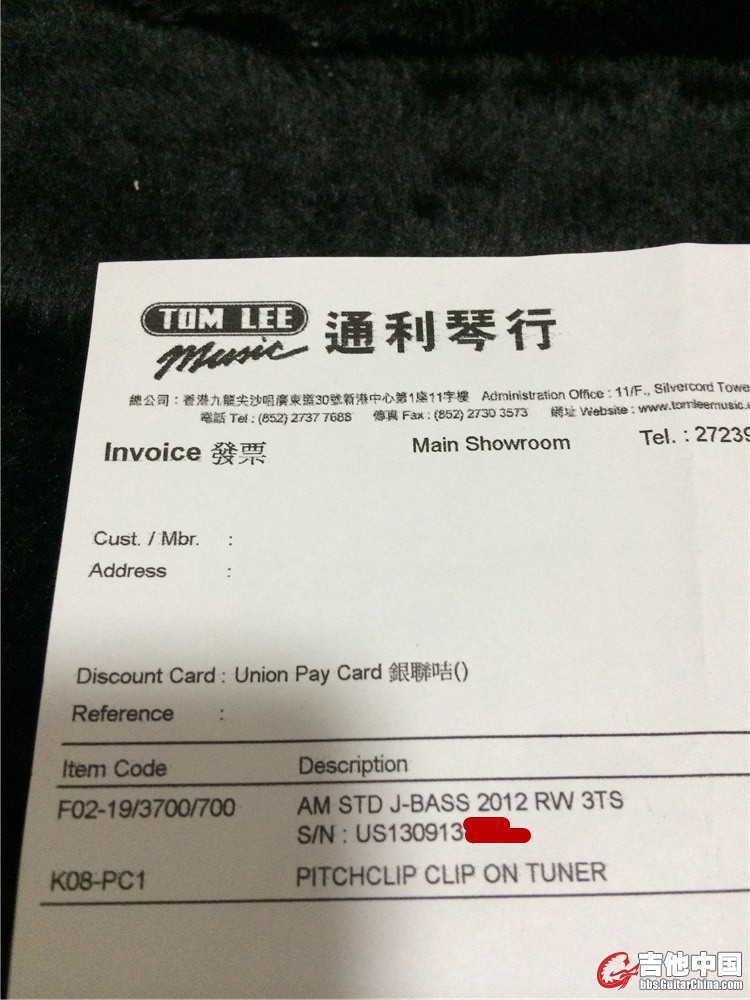 TOM LEE
Music
通利琴行
總公司：香港九龍尖沙咀廣東道30號新港中心第1座11字樓 Administration Office : 11/F., Silvercord Towe
電話 Tel : (852) 2737 7688 傳真 Fax : (852) 2730 3573 網址 Website : www.tomleemusic.c
Invoice 發票 Main Showroom Tel. : 27239
Cust. / Mbr. :
Address :
Discount Card : Union Pay Card 銀聯咭()
Reference :
Item Code Description
F02-19/3700/700 AM STD J-BASS 2012 RW 3TS
S/N : US130913
K08-PC1 PITCHCLIP CLIP ON TUNER
吉他中国
bbs.GuitarChina.com